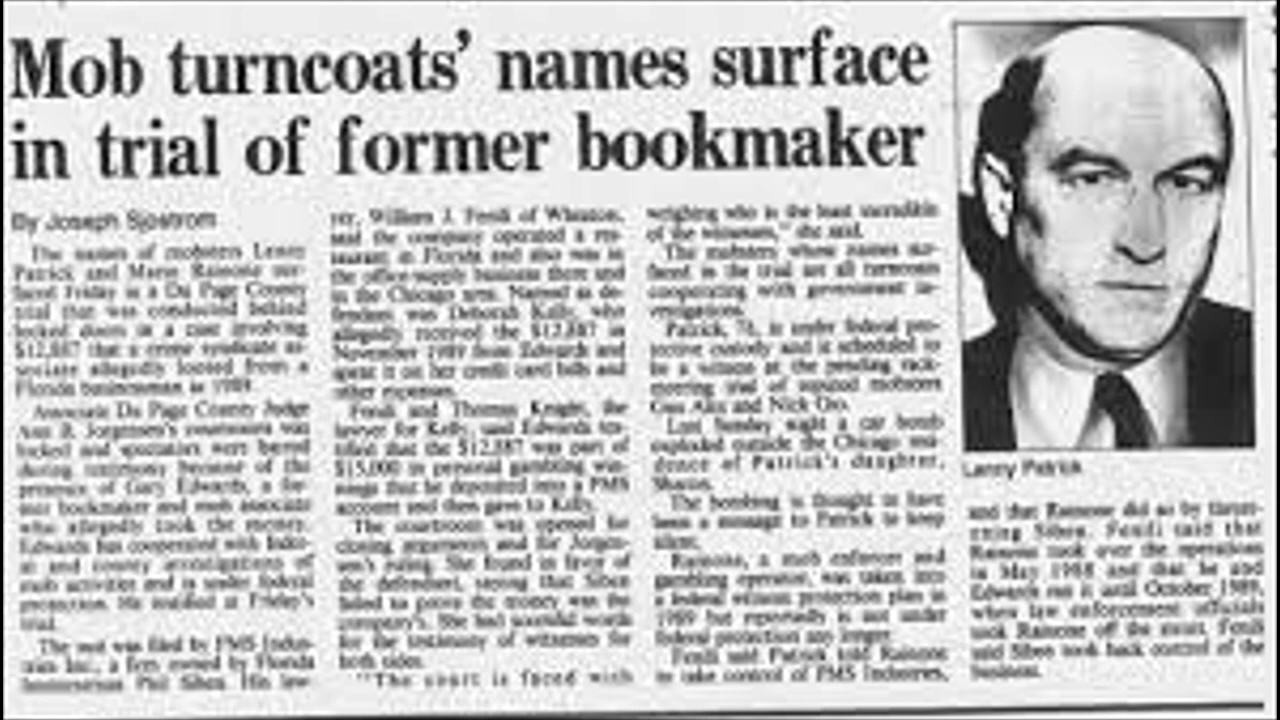 Mob turncoats' names surface
in trial of former bookmaker
By Joseph Sjostrom
The names of mobsters Lenny
Patrick and Mario Rainone sur-
faced Friday in a Du Page County
trial that was conducted behind
locked doors in a case involving
$12,887 that a crime syndicate as-
sociate allegedly looted from a
Florida businessman in 1989.
Associate Du Page County Judge
Ann B. Jorgensen's courtroom was
locked and spectators were barred
during testimony because of the
presence of Gary Edwards, a for-
mer bookmaker and mob associate
who allegedly took the money.
Edwards has cooperated with feder-
al and county investigations of
mob activities and is under federal
protection. He testified at Friday's
trial.
The suit was filed by PMS Indus-
tries Inc., a firm owned by Florida
businessman Phil Siben. His law-
yer, William J. Fendi of Wheaton,
said the company operated a res-
taurant in Florida and also was in
the office-supply business there and
in the Chicago area. Named as de-
fendant was Deborah Kelly, who
allegedly received the $12,887 in
November 1989 from Edwards and
spent it on her credit card bills and
other expenses.
Fendi and Thomas Knight, the
lawyer for Kelly, said Edwards tes-
tified that the $12,887 was part of
$15,000 in personal gambling win-
nings that he deposited into a PMS
account and then gave to Kelly.
The courtroom was opened for
closing arguments and for Jorgen-
sen's ruling. She found in favor of
the defendant, saying that Siben
failed to prove the money was the
company's. She had scornful words
for the testimony of witnesses for
both sides.
"The court is faced with
weighing who is the least incredible
of the witnesses," she said.
The mobsters whose names sur-
faced in the trial are all turncoats
cooperating with government in-
vestigations.
Patrick, 78, is under federal pro-
tective custody and is scheduled to
be a witness at the pending rack-
eteering trial of reputed mobsters
Gus Alex and Nick Gio.
Last Sunday night a car bomb
exploded outside the Chicago resi-
dence of Patrick's daughter,
Sharon.
The bombing is thought to have
been a message to Patrick to keep
silent.
Rainone, a mob enforcer and
gambling operator, was taken into
a federal witness protection plan in
1989 but reportedly is not under
federal protection any longer.
Fendi said Patrick told Rainone
to take control of PMS Industries,
Lenny Patrick
and that Rainone did so by threat-
ening Siben. Fendi said that
Rainone took over the operations
in May 1988 and that he and
Edwards ran it until October 1989,
when law enforcement officials
took Rainone off the street. Fendi
said Siben took back control of the
business.